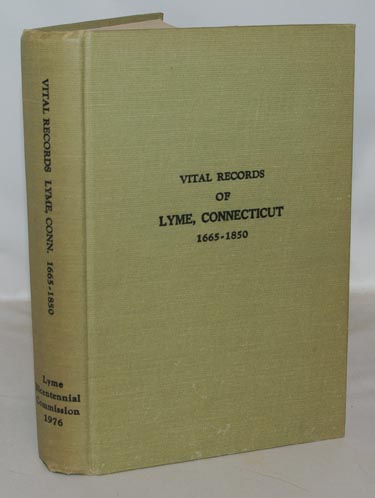 VITAL RECORDS LYME, CONN. 1665-1850
Lyme
Bicentennial
Commission
1976
VITAL RECORDS
OF
LYME, CONNECTICUT
1665-1850